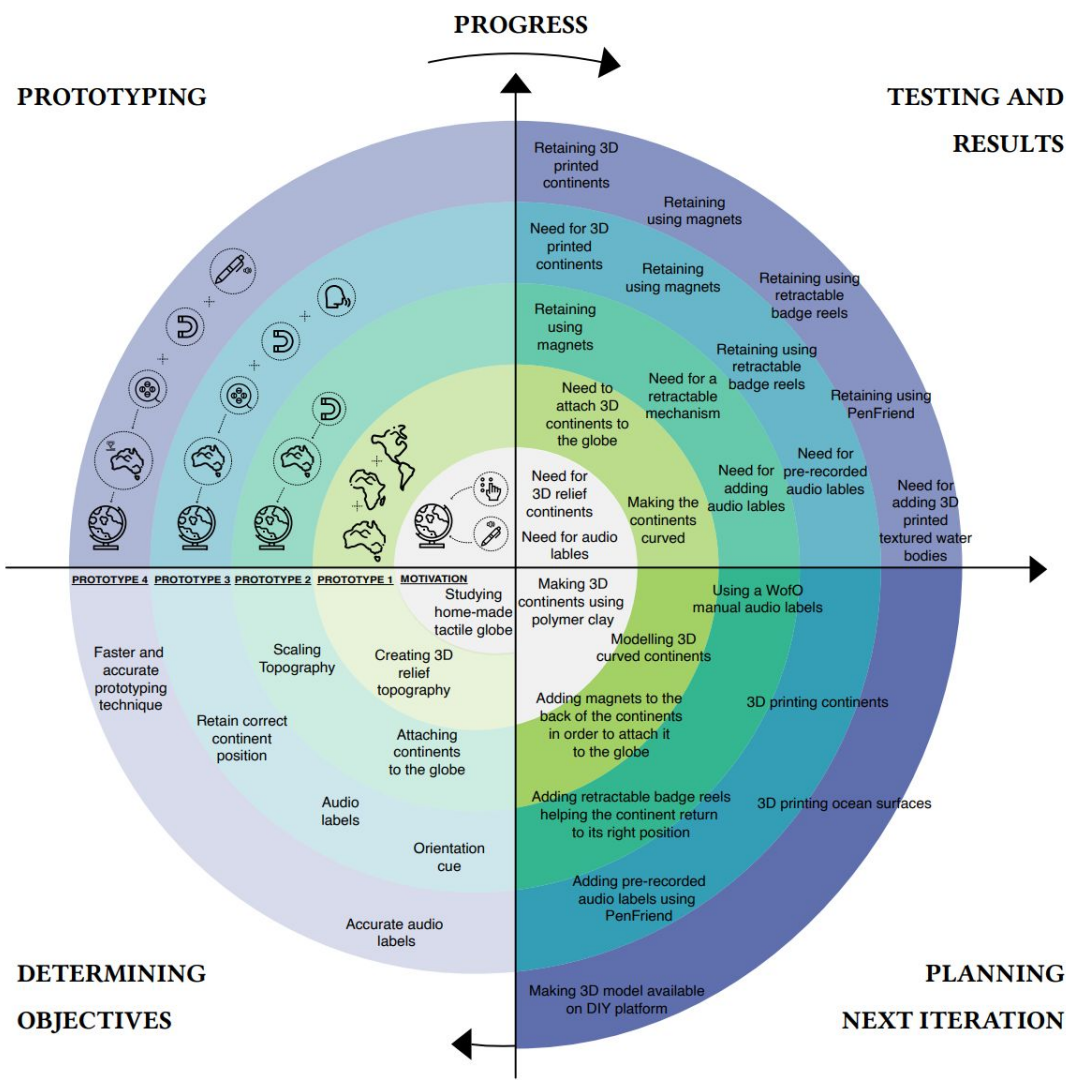 PROGRESS
PROTOTYPING
TESTING AND
RESULTS
Retaining 3D
printed
continents
Retaining
using magnets
Retaining using
retractable
badge reels
Retaining using
PenFriend
Need for
adding 3D
printed
textured water
bodies
Need for 3D
printed
continents
Retaining
using magnets
Retaining using
retractable
badge reels
Need for
pre-recorded
audio lables
Retaining
using
magnets
Need for a
retractable
mechanism
Need for
adding
audio lables
Need to
attach 3D
continents to
the globe
Making the
continents
curved
Need for
3D relief
continents
Need for audio
lables
PROTOTYPE 4
PROTOTYPE 3
PROTOTYPE 2
PROTOTYPE 1
MOTIVATION
Studying
home-made
tactile globe
Creating 3D
relief
topography
Scaling
Topography
Attaching
continents
to the globe
Retain correct
continent
position
Audio
labels
Orientation
cue
Faster and
accurate
prototyping
technique
Accurate audio
labels
Making 3D
continents using
polymer clay
Modelling 3D
curved continents
Adding magnets to the
back of the continents
in order to attach it
to the globe
Using a WofO
manual audio labels
Adding retractable badge reels
helping the continent return
to its right position
3D printing continents
Adding pre-recorded
audio labels using
PenFriend
3D printing ocean surfaces
Making 3D model available
on DIY platform
DETERMINING
OBJECTIVES
PLANNING
NEXT ITERATION